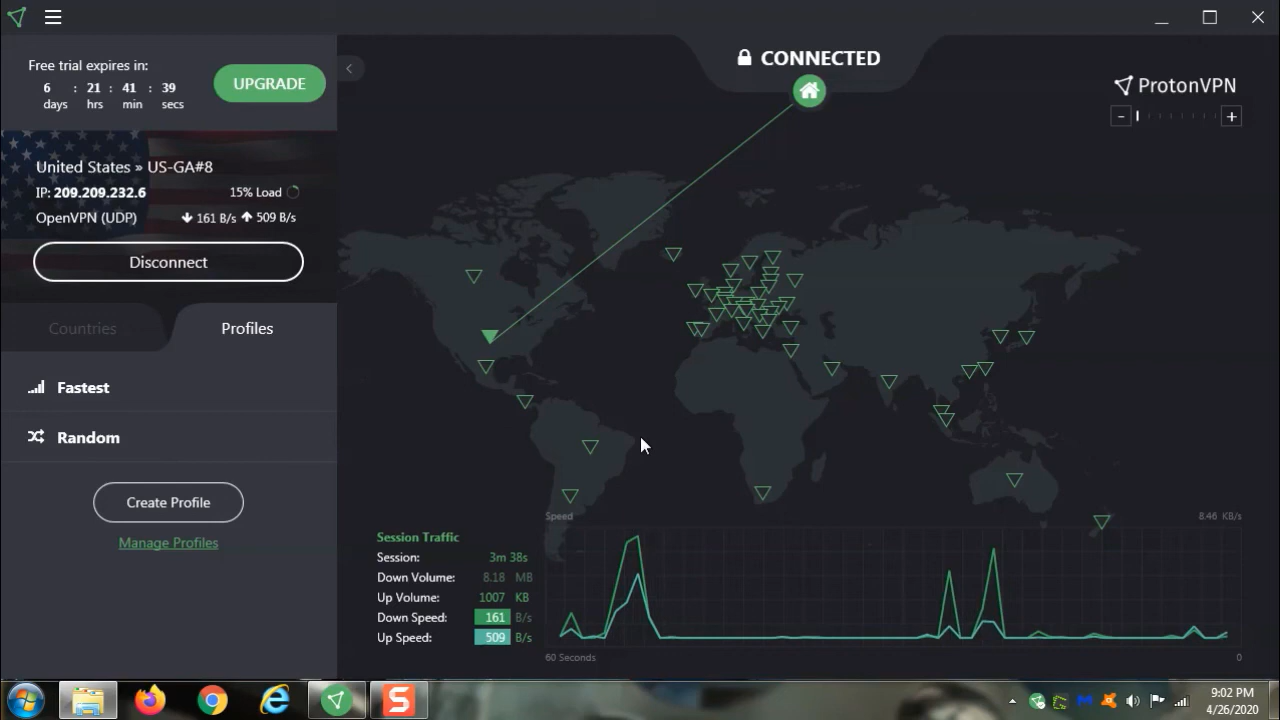 Free trial expires in:
6 : 21 : 41 : 39
days hrs min secs
UPGRADE
United States » US-GA#8
IP: 209.209.232.6
15% Load
OpenVPN (UDP)
161 B/s 509 B/s
Disconnect
Countries
Profiles
Fastest
Random
Create Profile
Manage Profiles
CONNECTED
ProtonVPN
- +
Speed
8.46 KB/s
Session Traffic
Session: 3m 38s
Down Volume: 8.18 MB
Up Volume: 1007 KB
Down Speed: 161 B/s
Up Speed: 509 B/s
60 Seconds
0
S
9:02 PM
4/26/2020